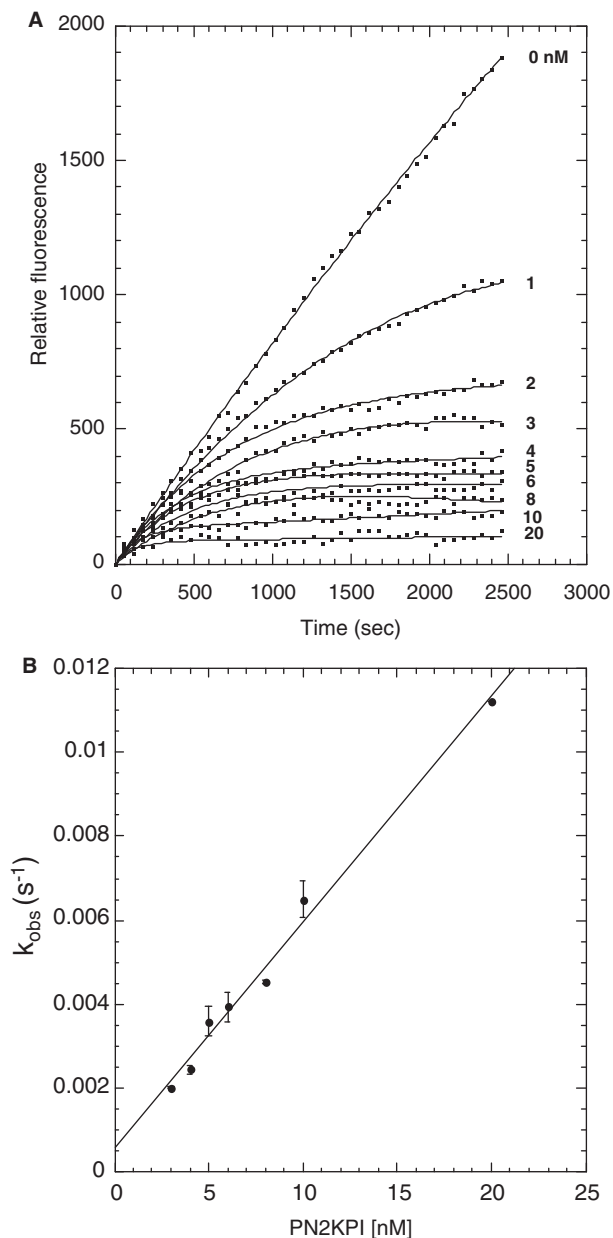 A
2000
1500
1000
500
0
Relative fluorescence
0 nM
1
2
3
4
5
6
8
10
20
0 500 1000 1500 2000 2500 3000
Time (sec)
B
0.012
0.01
0.008
0.006
0.004
0.002
0
kobs (s-1)
0 5 10 15 20 25
PN2KPI [nM]